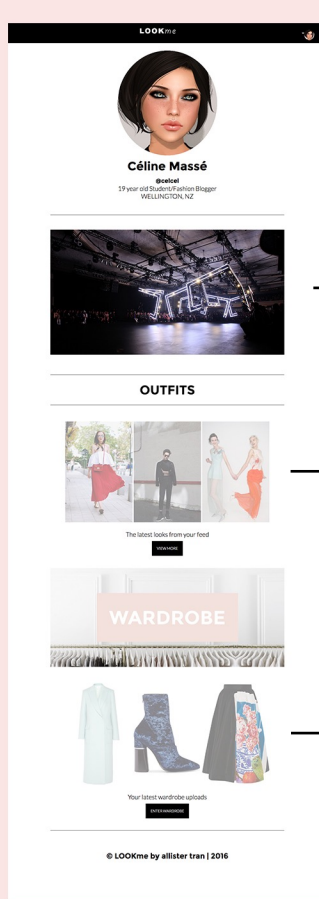 LOOKme
Céline Massé
@celcel
19 year old Student/Fashion Blogger
WELLINGTON, NZ
OUTFITS
The latest looks from your feed
VIEW MORE
WARDROBE
Your latest wardrobe uploads
ENTER WARDROBE
© LOOKme by allister tran | 2016